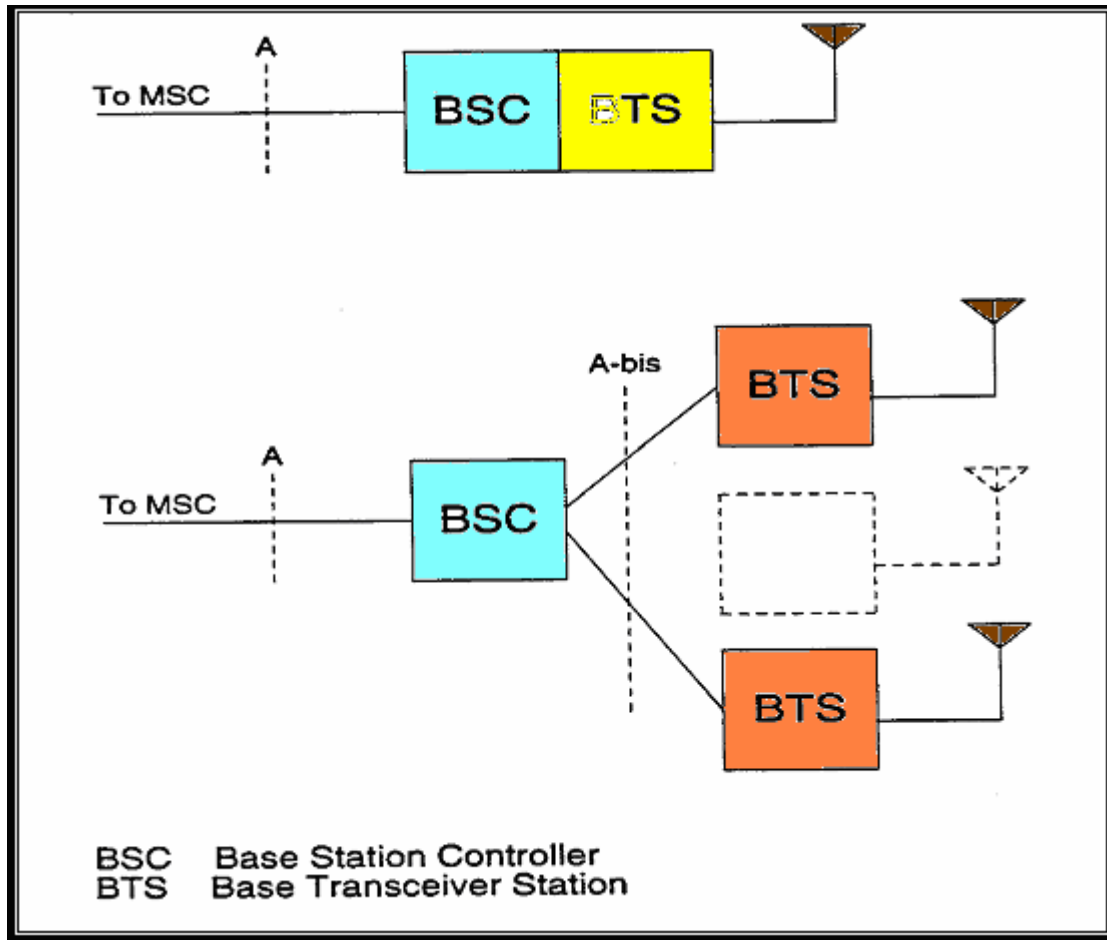 A
To MSC
BSC BTS
A-bis
BTS
A
To MSC
BSC
BTS
BSC Base Station Controller
BTS Base Transceiver Station